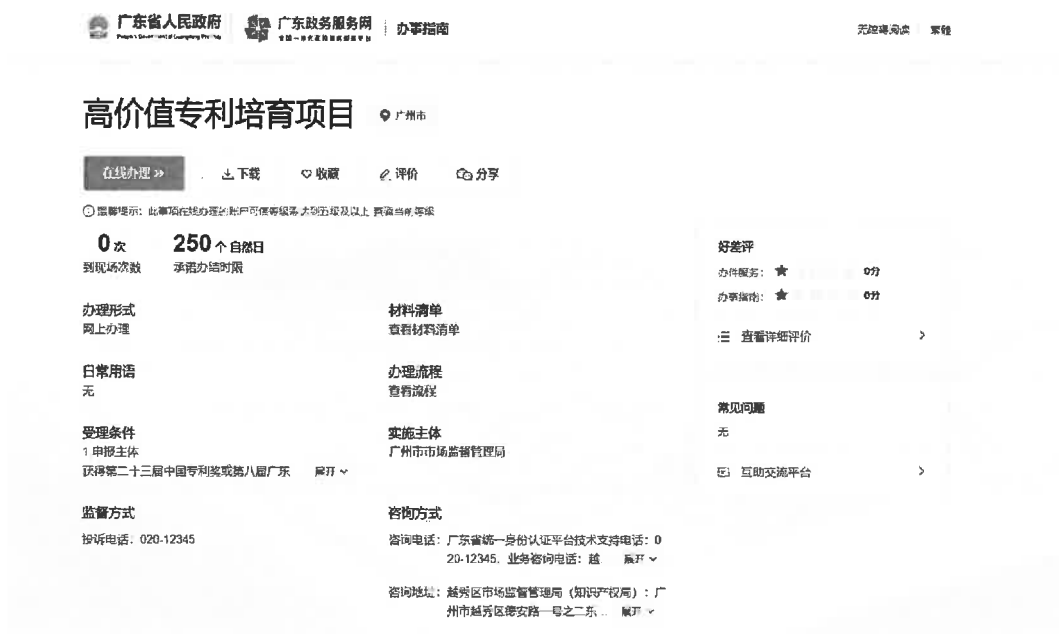 广东省人民政府 广东政务服务网 办事指南
无障碍阅读 繁體
高价值专利培育项目 广州市
在线办理 下载 收藏 评价 分享
温馨提示：此事项在线办理的账户可信等级需达到五级及以上 查看当前等级
0 次 250 个 自然日
到现场次数 承诺办结时限
办理形式
网上办理
材料清单
查看材料清单
日常用语
无
办理流程
查看流程
受理条件
1 申报主体
获得第二十三届中国专利奖或第八届广东 展开
实施主体
广州市市场监督管理局
监督方式
投诉电话：020-12345
咨询方式
咨询电话：广东省统一身份认证平台技术支持电话：0
20-12345，业务咨询电话：越 展开
咨询地址：越秀区市场监督管理局（知识产权局）：广
州市越秀区德安路一号之二东... 展开
好差评
办件服务： 0分
办事指南： 0分
查看详细评价
常见问题
无
互助交流平台